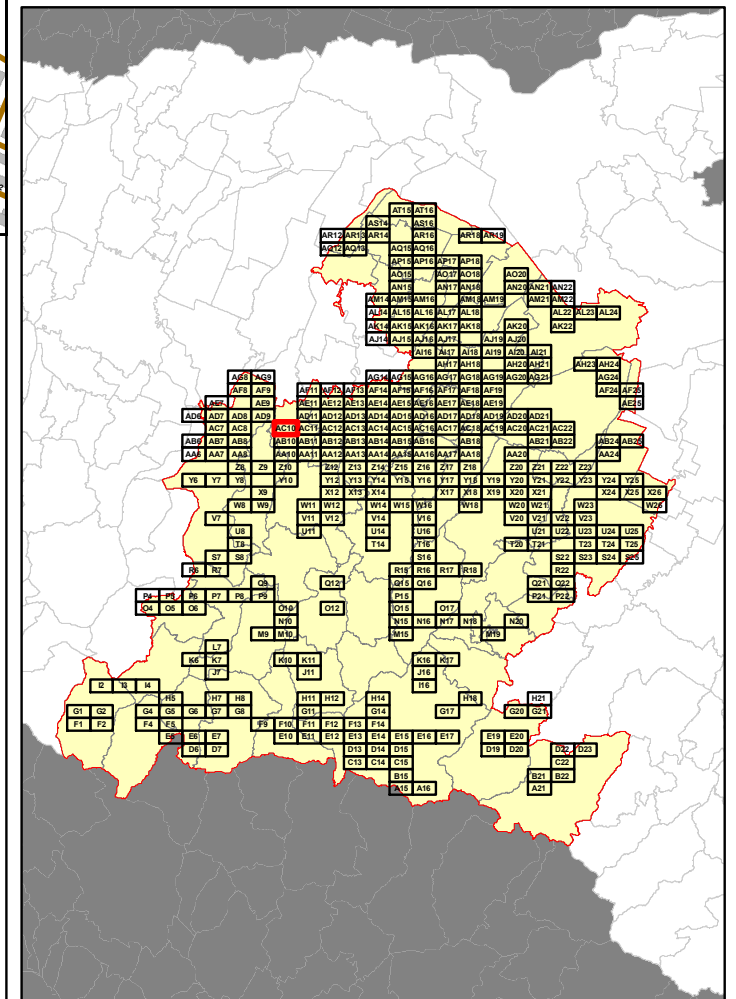 AT15 AT16
AS14 AS16
AR12 AR13 AR14 AR16 AR18 AR19
AQ12 AQ13 AQ15 AQ16
AP15 AP16 AP17 AP18
AO15 AO17 AO18 AO20
AN15 AN17 AN18 AN20 AN21 AN22
AM14 AM15 AM16 AM18 AM19 AM21 AM22
AL14 AL15 AL16 AL17 AL18 AL22 AL23 AL24
AK14 AK15 AK16 AK17 AK18 AK20 AK22
AJ14 AJ15 AJ16 AJ17 AJ19 AJ20
AI16 AI17 AI18 AI19 AI20 AI21
AH17 AH18 AH20 AH21 AH23 AH24
AG8 AG9 AG14 AG15 AG16 AG17 AG18 AG19 AG20 AG21 AG24
AF8 AF9 AF11 AF12 AF13 AF14 AF15 AF16 AF17 AF18 AF19 AF24 AF25
AE7 AE9 AE11 AE12 AE13 AE14 AE15 AE16 AE17 AE18 AE19 AE25
AD6 AD7 AD8 AD9 AD11 AD12 AD13 AD14 AD15 AD16 AD17 AD18 AD19 AD20 AD21
AC7 AC8 AC10 AC11 AC12 AC13 AC14 AC15 AC16 AC17 AC18 AC19 AC20 AC21 AC22
AB6 AB7 AB8 AB10 AB11 AB12 AB13 AB14 AB15 AB16 AB18 AB21 AB22 AB24 AB25
AA6 AA7 AA8 AA10 AA11 AA12 AA13 AA14 AA15 AA16 AA17 AA18 AA20 AA24
Z8 Z9 Z10 Z12 Z13 Z14 Z15 Z16 Z17 Z18 Z20 Z21 Z22 Z23
Y6 Y7 Y8 Y10 Y12 Y13 Y14 Y15 Y16 Y17 Y18 Y19 Y20 Y21 Y22 Y23 Y24 Y25
X9 X12 X13 X14 X17 X18 X19 X20 X21 X24 X25 X26
W8 W9 W11 W12 W14 W15 W16 W18 W20 W21 W23 W26
V7 V11 V12 V14 V16 V20 V21 V22 V23
U8 U11 U14 U16 U21 U22 U23 U24 U25
T8 T14 T16 T20 T21 T23 T24 T25
S7 S8 S16 S22 S23 S24 S25
R6 R7 R15 R16 R17 R18 R22
Q9 Q12 Q15 Q16 Q21 Q22
P4 P5 P6 P7 P8 P9 P15 P21 P22
O4 O5 O6 O10 O12 O15 O17
N10 N15 N16 N17 N18 N20
M9 M10 M15 M19
L7
K6 K7 K10 K11 K16 K17
J7 J11 J16
I2 I3 I4 I16
H5 H7 H8 H11 H12 H14 H18 H21
G1 G2 G4 G5 G6 G7 G8 G11 G14 G17 G20 G21
F1 F2 F4 F5 F9 F10 F11 F12 F13 F14
E5 E6 E7 E10 E11 E12 E13 E14 E15 E16 E17 E19 E20
D6 D7 D13 D14 D15 D19 D20 D22 D23
C13 C14 C15 C22
B15 B21 B22
A15 A16 A21